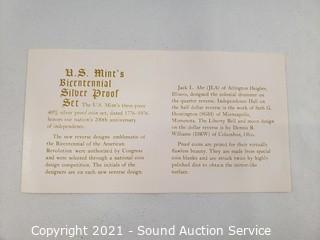 U.S. Mint's
Bicentennial
Silver Proof
Set The U.S. Mint's three-piece
40% silver proof coin set, dated 1776-1976
honors our nation's 200th anniversary
of independence.
The new reverse designs emblematic of
the Bicentennial of the American
Revolution were authorized by Congress
and were selected through a national coin
design competition. The initials of the
designers are on each new reverse design.
Jack L. Ahr (JLA) of Arlington Heights,
Illinois, designed the colonial drummer
on the quarter reverse. Independence Hall on
the half dollar reverse is the work of Seth G.
Huntington (SGH) of Minneapolis,
Minnesota. The Liberty Bell and moon design
on the dollar reverse is by Dennis R.
Williams (DRW) of Columbus, Ohio.
Proof coins are prized for their virtually
flawless beauty. They are made from special
coin blanks and are struck twice by highly
polished dies to obtain the mirror-like
surface.
Copyright 2021 - Sound Auction Service